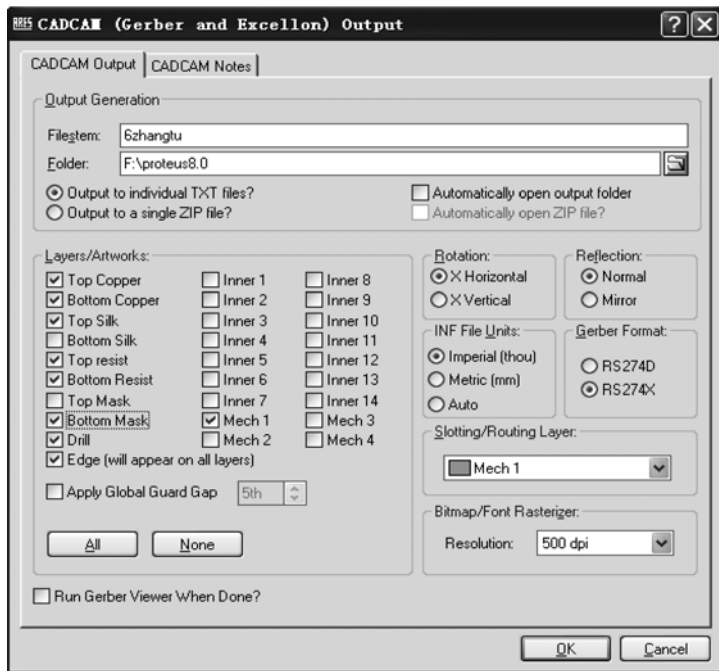 ARES CADCAM (Gerber and Excellon) Output
CADCAM Output CADCAM Notes
Output Generation
Filestem: 6zhangtu
Folder: F:\proteus8.0
Output to individual TXT files? Automatically open output folder
Output to a single ZIP file? Automatically open ZIP file?
Layers/Artworks:
Top Copper Inner 1 Inner 8
Bottom Copper Inner 2 Inner 9
Top Silk Inner 3 Inner 10
Bottom Silk Inner 4 Inner 11
Top resist Inner 5 Inner 12
Bottom Resist Inner 6 Inner 13
Top Mask Inner 7 Inner 14
Bottom Mask Mech 1 Mech 3
Drill Mech 2 Mech 4
Edge (will appear on all layers)
Apply Global Guard Gap 5th
All None
Rotation: Reflection:
X Horizontal Normal
X Vertical Mirror
INF File Units: Gerber Format:
Imperial (thou) RS274D
Metric (mm) RS274X
Auto
Slotting/Routing Layer:
Mech 1
Bitmap/Font Rasterizer:
Resolution: 500 dpi
Run Gerber Viewer When Done?
OK Cancel